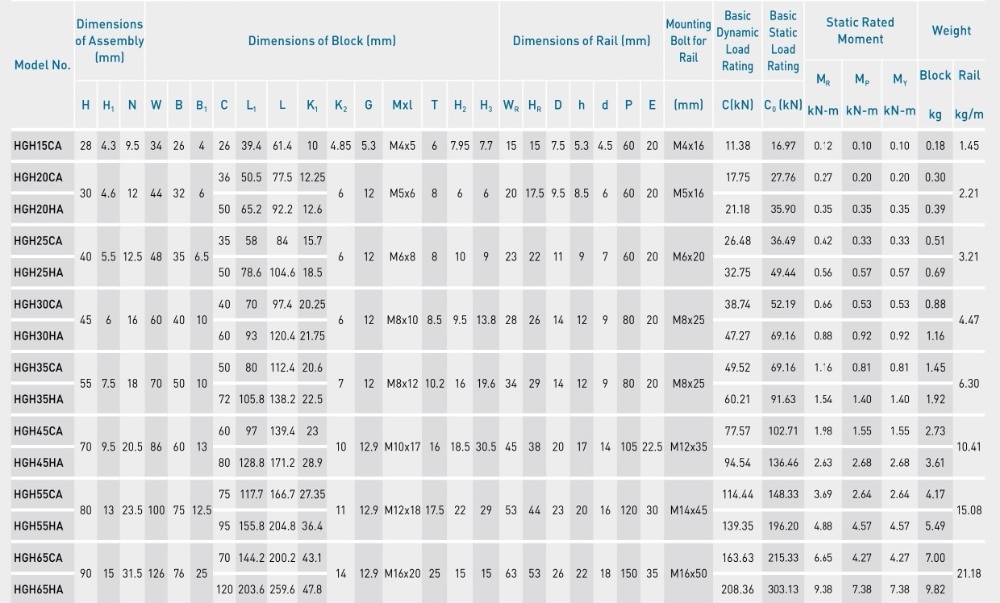 Model No. Dimensions of Assembly (mm) Dimensions of Block (mm) Dimensions of Rail (mm) Mounting Bolt for Rail Basic Dynamic Load Rating Basic Static Load Rating Static Rated Moment Weight
M_R M_P M_Y Block Rail
H H₁ N W B B₁ C L₁ L K₁ K₂ G Mxl T H₂ H₃ W_R H_R D h d P E (mm) C(kN) C₀ (kN) kN-m kN-m kN-m kg kg/m
HGH15CA 28 4.3 9.5 34 26 4 26 39.4 61.4 10 4.85 5.3 M4x5 6 7.95 7.7 15 15 7.5 5.3 4.5 60 20 M4x16 11.38 16.97 0.12 0.10 0.10 0.18 1.45
HGH20CA 36 50.5 77.5 12.25 17.75 27.76 0.27 0.20 0.20 0.30
30 4.6 12 44 32 6 6 12 M5x6 8 6 6 20 17.5 9.5 8.5 6 60 20 M5x16 2.21
HGH20HA 50 65.2 92.2 12.6 21.18 35.90 0.35 0.35 0.35 0.39
HGH25CA 35 58 84 15.7 26.48 36.49 0.42 0.33 0.33 0.51
40 5.5 12.5 48 35 6.5 6 12 M6x8 8 10 9 23 22 11 9 7 60 20 M6x20 3.21
HGH25HA 50 78.6 104.6 18.5 32.75 49.44 0.56 0.57 0.57 0.69
HGH30CA 40 70 97.4 20.25 38.74 52.19 0.66 0.53 0.53 0.88
45 6 16 60 40 10 6 12 M8x10 8.5 9.5 13.8 28 26 14 12 9 80 20 M8x25 4.47
HGH30HA 60 93 120.4 21.75 47.27 69.16 0.88 0.92 0.92 1.16
HGH35CA 50 80 112.4 20.6 49.52 69.16 1.16 0.81 0.81 1.45
55 7.5 18 70 50 10 7 12 M8x12 10.2 16 19.6 34 29 14 12 9 80 20 M8x25 6.30
HGH35HA 72 105.8 138.2 22.5 60.21 91.63 1.54 1.40 1.40 1.92
HGH45CA 60 97 139.4 23 77.57 102.71 1.98 1.55 1.55 2.73
70 9.5 20.5 86 60 13 10 12.9 M10x17 16 18.5 30.5 45 38 20 17 14 105 22.5 M12x35 10.41
HGH45HA 80 128.8 171.2 28.9 94.54 136.46 2.63 2.68 2.68 3.61
HGH55CA 75 117.7 166.7 27.35 114.44 148.33 3.69 2.64 2.64 4.17
80 13 23.5 100 75 12.5 11 12.9 M12x18 17.5 22 29 53 44 23 20 16 120 30 M14x45 15.08
HGH55HA 95 155.8 204.8 36.4 139.35 196.20 4.88 4.57 4.57 5.49
HGH65CA 70 144.2 200.2 43.1 163.63 215.33 6.65 4.27 4.27 7.00
90 15 31.5 126 76 25 14 12.9 M16x20 25 15 15 63 53 26 22 18 150 35 M16x50 21.18
HGH65HA 120 203.6 259.6 47.8 208.36 303.13 9.38 7.38 7.38 9.82